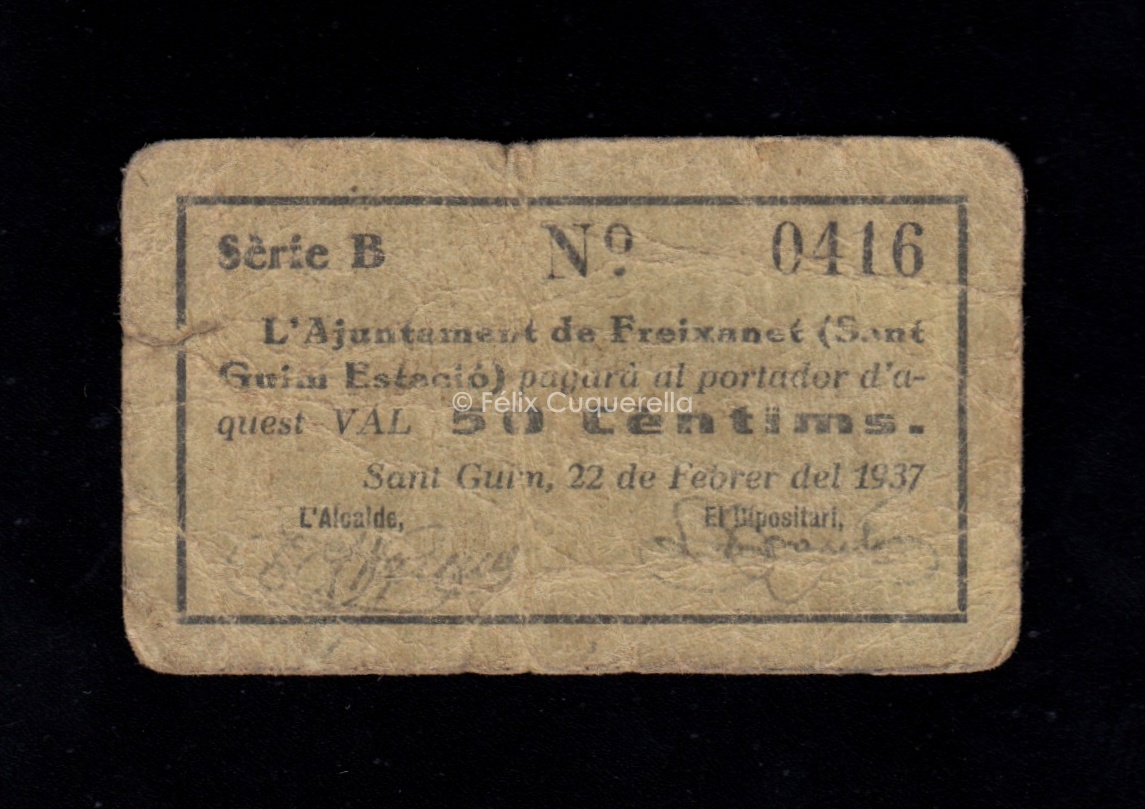 Sèrie B Nº. 0416
L'Ajuntament de Freixanet (Sant
Guim Estació) pagarà al portador d'a-
quest VAL 50 cèntims.
© Fèlix Cuquerella
Sant Guim, 22 de Febrer del 1937
L'Alcalde, El Dipositari,